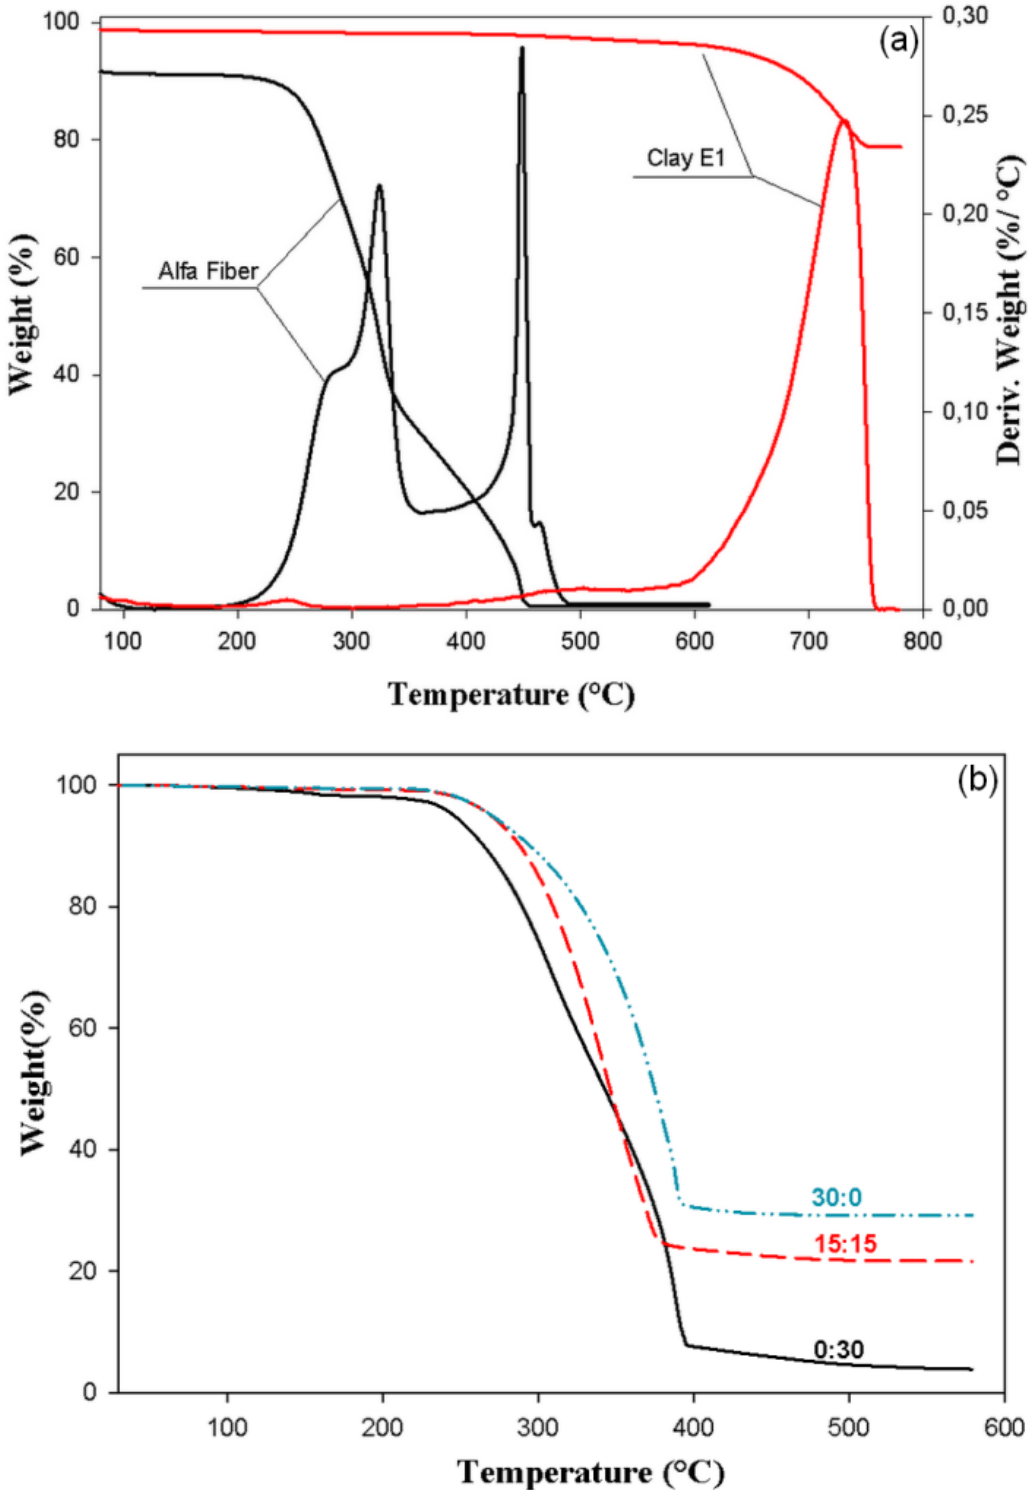 (a)
100
80
60
40
20
0
Weight (%)
0,30
0,25
0,20
0,15
0,10
0,05
0,00
Deriv. Weight (%/ °C)
Clay E1
Alfa Fiber
100 200 300 400 500 600 700 800
Temperature (°C)
(b)
100
80
60
40
20
0
Weight(%)
30:0
15:15
0:30
100 200 300 400 500 600
Temperature (°C)